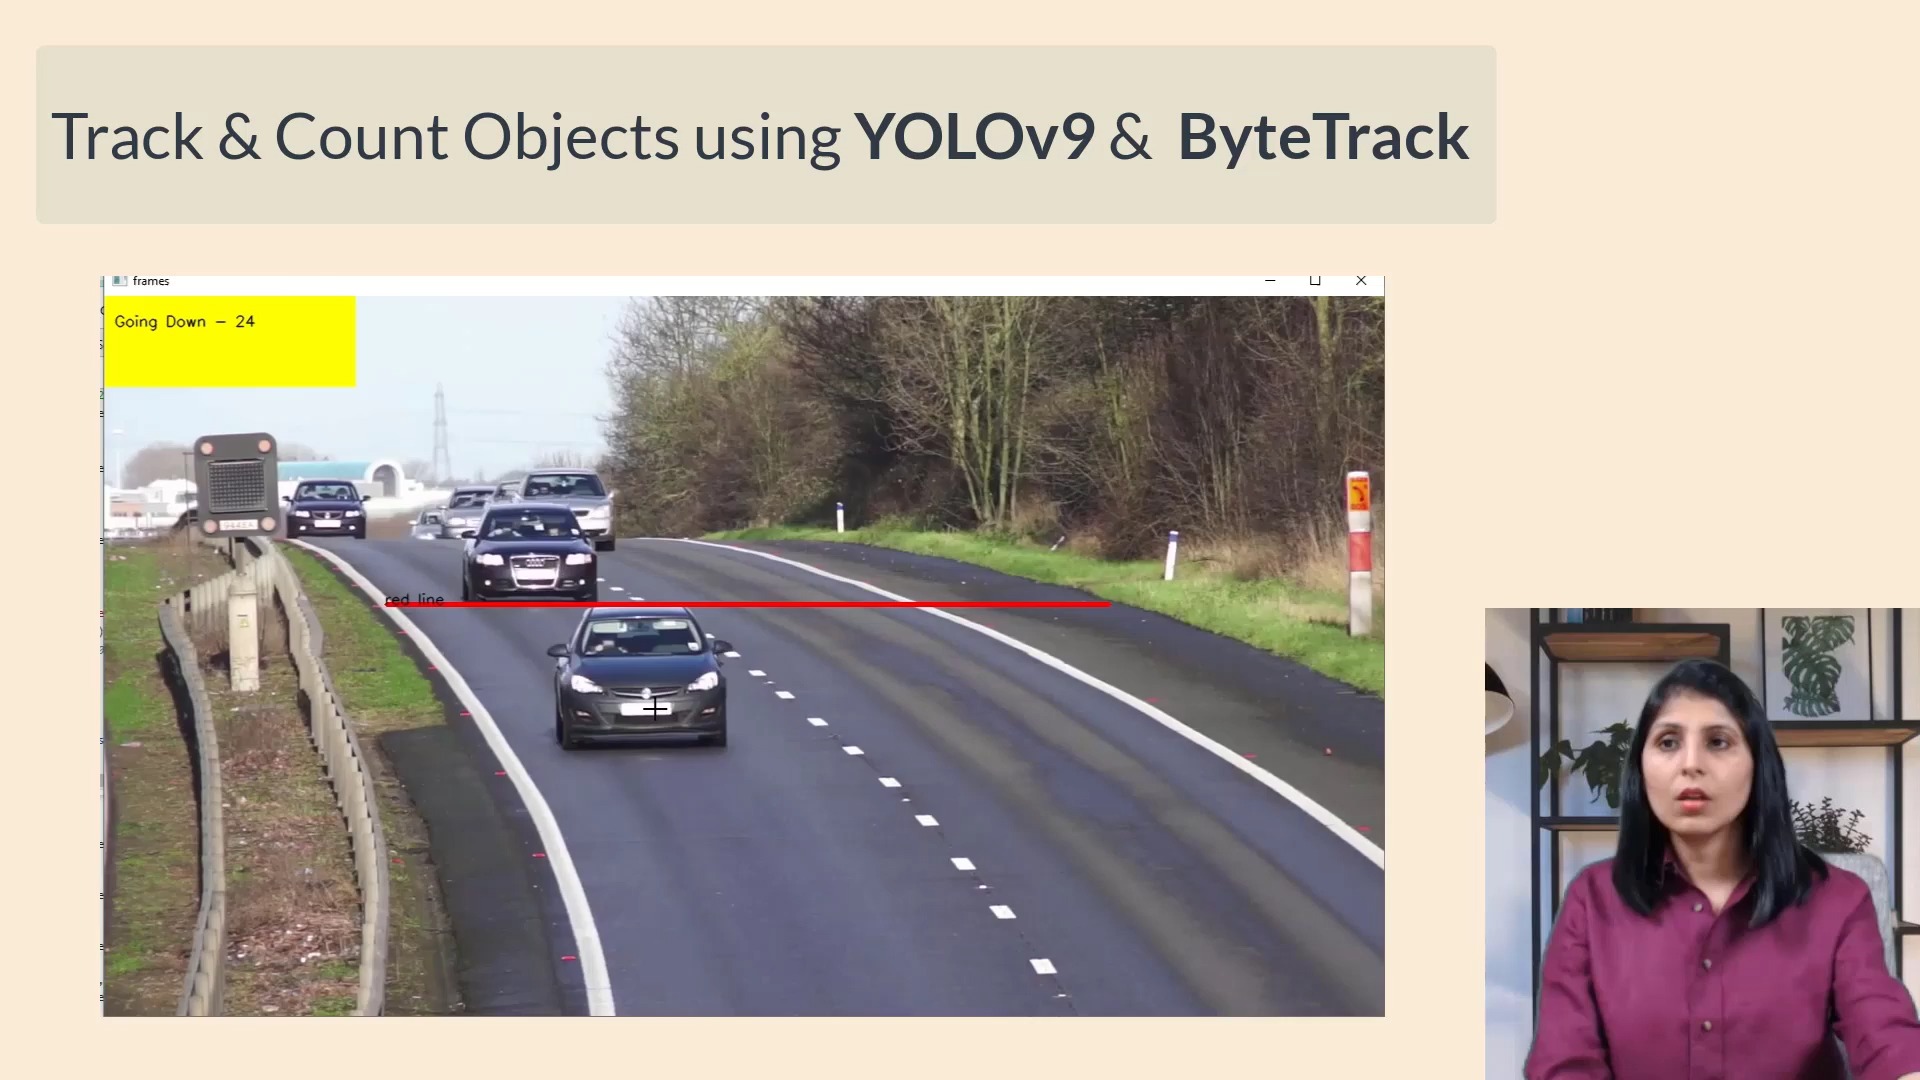 Track & Count Objects using YOLOv9 & ByteTrack
frames
Going Down - 24
red line